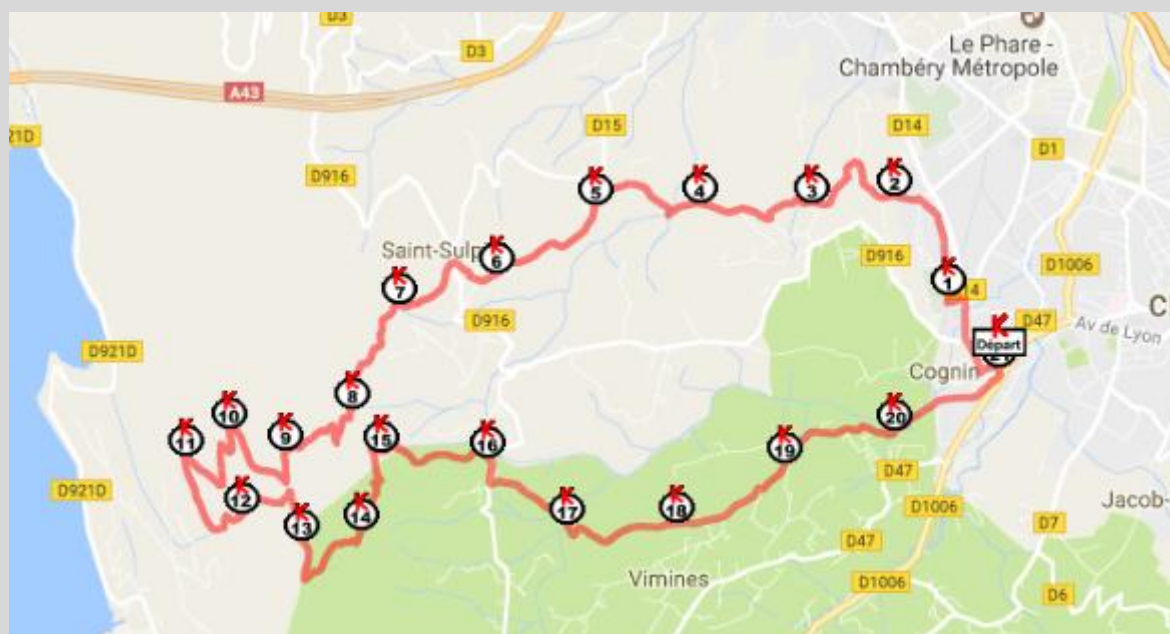 D3
Le Phare -
Chambéry Métropole
D3
A43
21D
D15
D14
D1
D916
K
5
K
4
K
3
K
2
Saint-Sulpi
K
6
D916
K
1
14
D1006
K
7
C
D916
K
Départ
D47
Av de Lyon
D921D
Cognin
K
8
K
9
K
10
K
11
K
15
K
16
K
19
K
20
D47
D921D
K
12
K
13
K
14
K
17
K
18
D1006
Jacob-
D7
D47
Vimines
D1006
D6